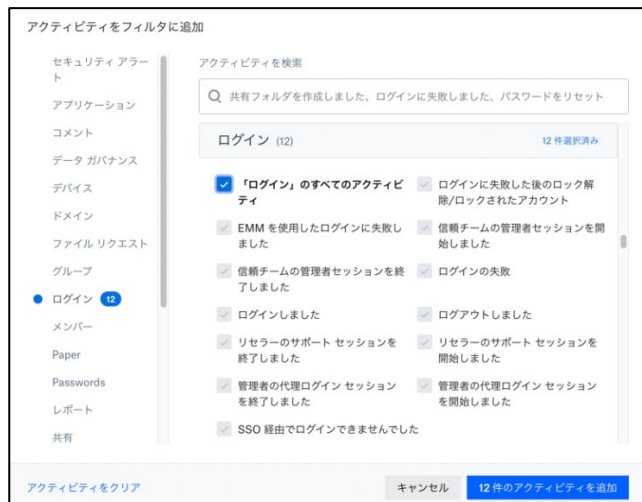 アクティビティをフィルタに追加
セキュリティ アラー
ト
アプリケーション
コメント
データ ガバナンス
デバイス
ドメイン
ファイル リクエスト
グループ
ログイン 12
メンバー
Paper
Passwords
レポート
共有
アクティビティを検索
共有フォルダを作成しました、ログインに失敗しました、パスワードをリセット
ログイン (12) 12 件選択済み
「ログイン」のすべてのアクティビ
ティ
ログインに失敗した後のロック解
除/ロックされたアカウント
EMM を使用したログインに失敗し
ました
信頼チームの管理者セッションを開
始しました
信頼チームの管理者セッションを終
了しました
ログインの失敗
ログインしました
ログアウトしました
リセラーのサポート セッションを
終了しました
リセラーのサポート セッションを
開始しました
管理者の代理ログイン セッション
を終了しました
管理者の代理ログイン セッション
を開始しました
SSO 経由でログインできませんでした
アクティビティをクリア
キャンセル
12 件のアクティビティを追加